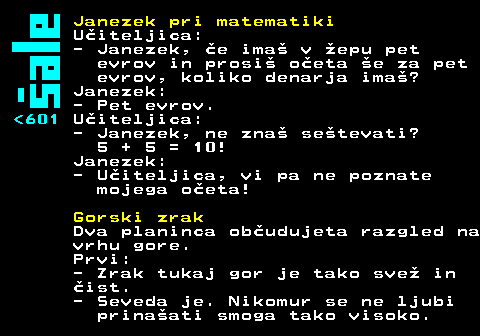 šale
<601
Janezek pri matematiki
Učiteljica:
- Janezek, če imaš v žepu pet
evrov in prosiš očeta še za pet
evrov, koliko denarja imaš?
Janezek:
- Pet evrov.
Učiteljica:
- Janezek, ne znaš seštevati?
5 + 5 = 10!
Janezek:
- Učiteljica, vi pa ne poznate
mojega očeta!
Gorski zrak
Dva planinca občudujeta razgled na
vrhu gore.
Prvi:
- Zrak tukaj gor je tako svež in
čist.
- Seveda je. Nikomur se ne ljubi
prinašati smoga tako visoko.